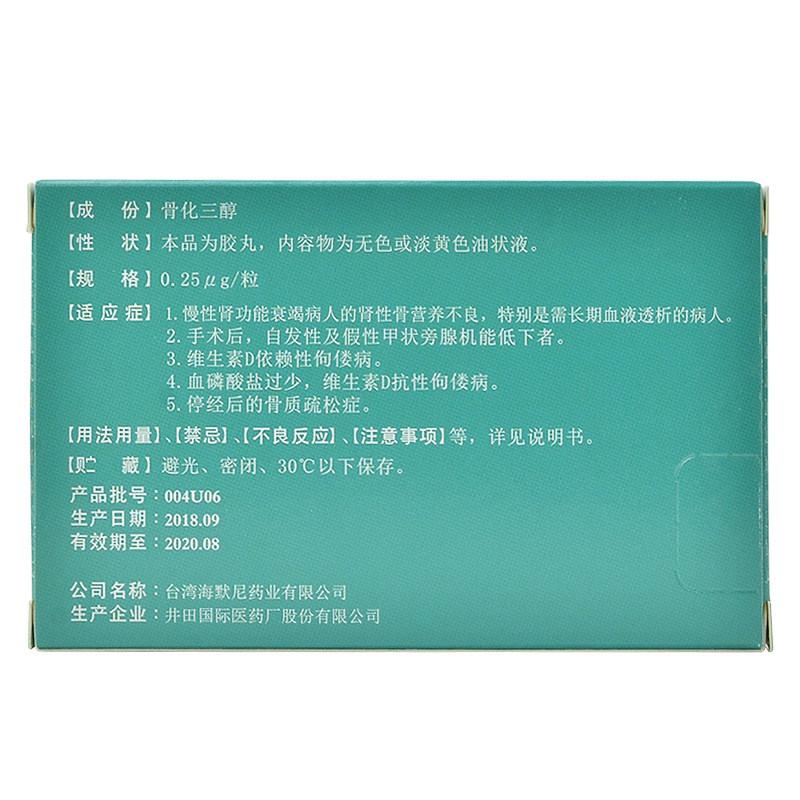 【成　份】骨化三醇
【性　状】本品为胶丸，内容物为无色或淡黄色油状液。
【规　格】0.25μg/粒
【适应症】1.慢性肾功能衰竭病人的肾性骨营养不良，特别是需长期血液透析的病人。
2.手术后，自发性及假性甲状旁腺机能低下者。
3.维生素D依赖性佝偻病。
4.血磷酸盐过少，维生素D抗性佝偻病。
5.停经后的骨质疏松症。
【用法用量】、【禁忌】、【不良反应】、【注意事项】等，详见说明书。
【贮　藏】避光、密闭、30℃以下保存。
产品批号：004U06
生产日期：2018.09
有效期至：2020.08
公司名称：台湾海默尼药业有限公司
生产企业：井田国际医药厂股份有限公司